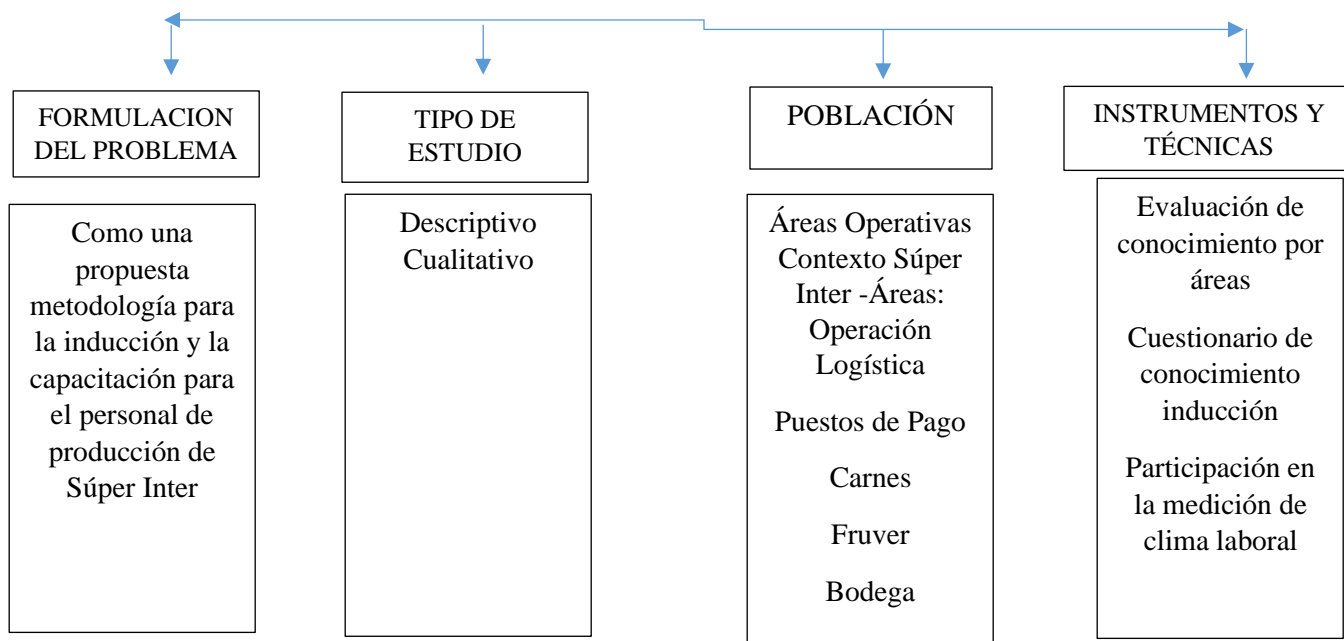 FORMULACION
DEL PROBLEMA
Como una
propuesta
metodología para
la inducción y la
capacitación para
el personal de
producción de
Súper Inter
TIPO DE
ESTUDIO
Descriptivo
Cualitativo
POBLACIÓN
Áreas Operativas
Contexto Súper
Inter -Áreas:
Operación
Logística
Puestos de Pago
Carnes
Fruver
Bodega
INSTRUMENTOS Y
TÉCNICAS
Evaluación de
conocimiento por
áreas
Cuestionario de
conocimiento
inducción
Participación en
la medición de
clima laboral